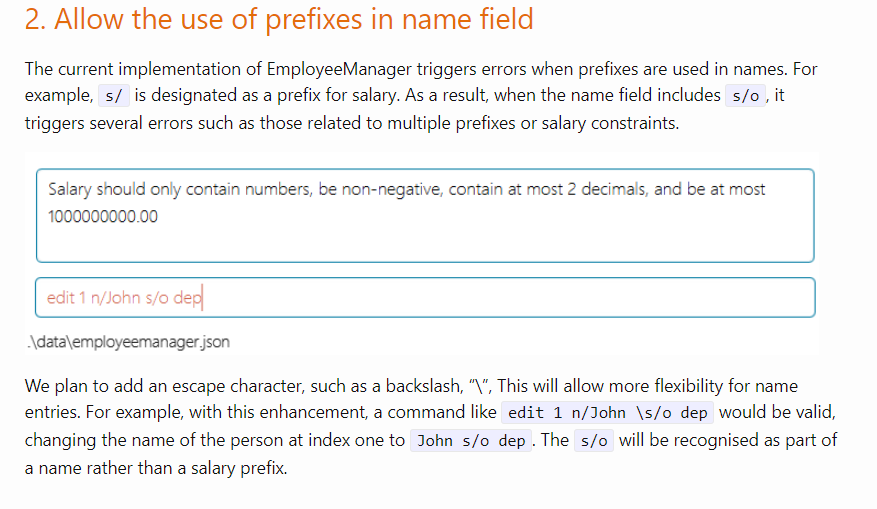 2. Allow the use of prefixes in name field
The current implementation of EmployeeManager triggers errors when prefixes are used in names. For
example, s/ is designated as a prefix for salary. As a result, when the name field includes s/o , it
triggers several errors such as those related to multiple prefixes or salary constraints.
Salary should only contain numbers, be non-negative, contain at most 2 decimals, and be at most
1000000000.00
edit 1 n/John s/o dep
.\data\employeemanager.json
We plan to add an escape character, such as a backslash, “\”, This will allow more flexibility for name
entries. For example, with this enhancement, a command like edit 1 n/John \s/o dep would be valid,
changing the name of the person at index one to John s/o dep . The s/o will be recognised as part of
a name rather than a salary prefix.